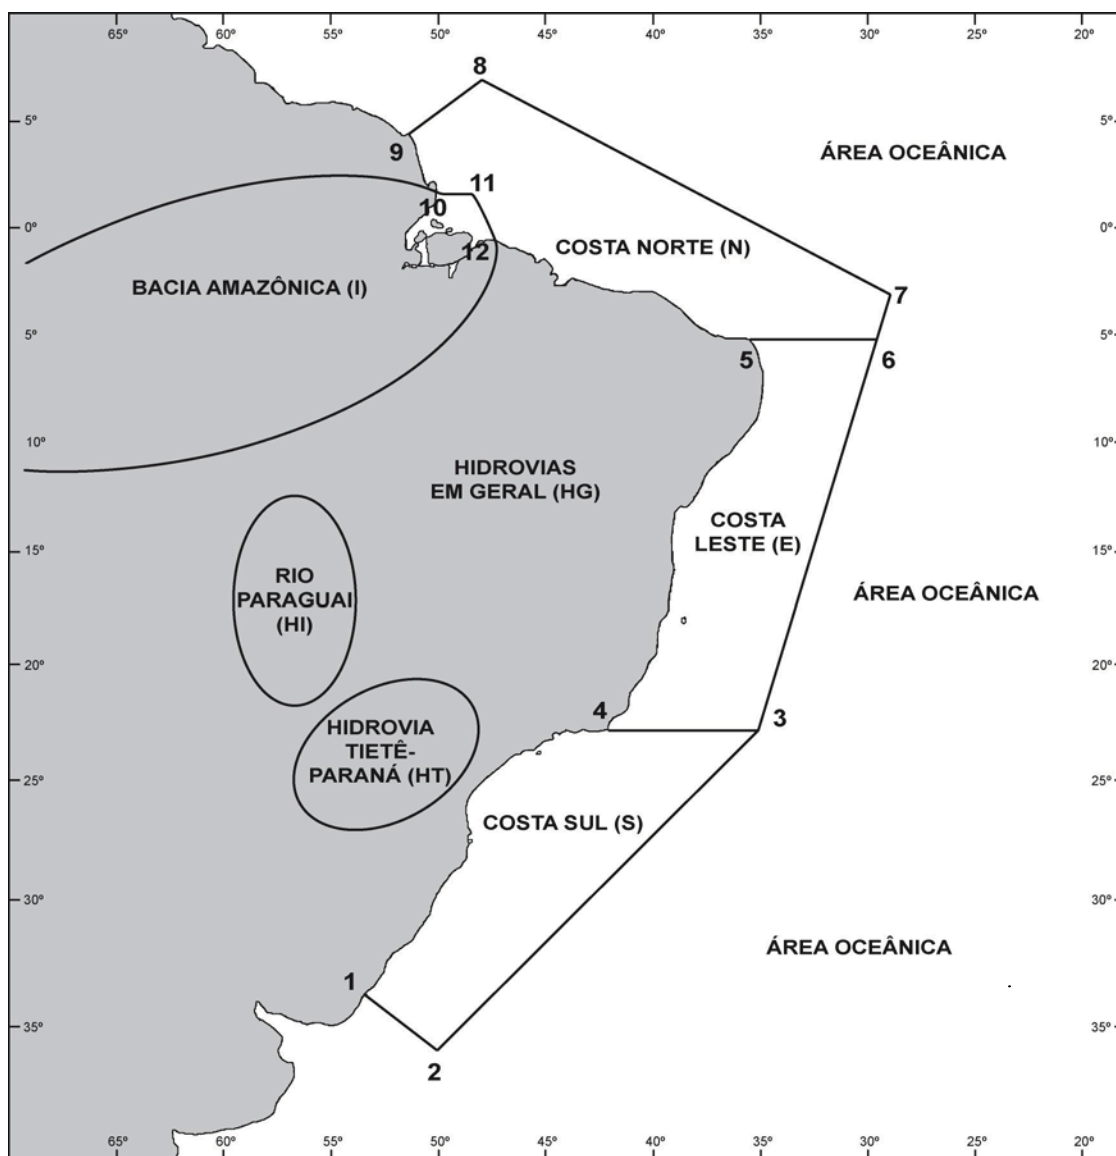 65º 60º 55º 50º 45º 40º 35º 30º 25º 20º
8
5º 5º
ÁREA OCEÂNICA
9
11
10
0º 0º
COSTA NORTE (N)
12
BACIA AMAZÔNICA (I)
7
5º 5º
5 6
10º 10º
HIDROVIAS
EM GERAL (HG)
COSTA
LESTE (E)
15º 15º
RIO
PARAGUAI
(HI)
ÁREA OCEÂNICA
20º 20º
4 3
HIDROVIA
TIETÊ-
PARANÁ (HT)
25º 25º
COSTA SUL (S)
30º 30º
ÁREA OCEÂNICA
1
35º 35º
2
65º 60º 55º 50º 45º 40º 35º 30º 25º 20º